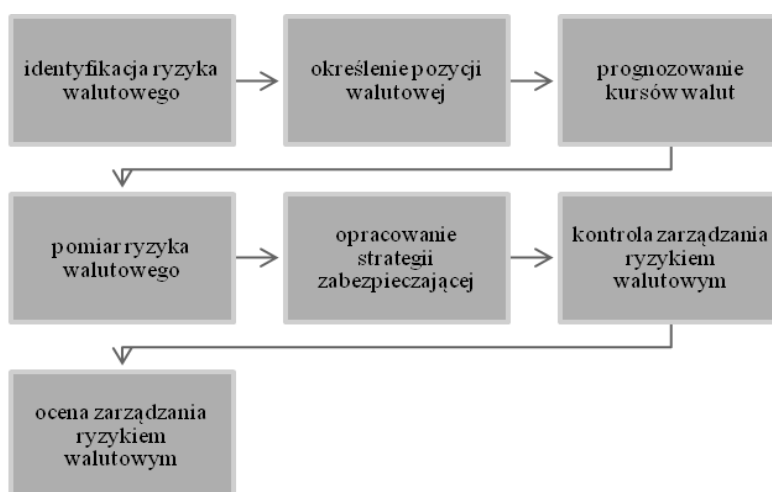 identyfikacja ryzyka
walutowego
określenie pozycji
walutowej
prognozowanie
kursów walut
pomiar ryzyka
walutowego
opracowanie
strategii
zabezpieczającej
kontrola zarządzania
ryzykiem
walutowym
ocena zarządzania
ryzykiem
walutowym